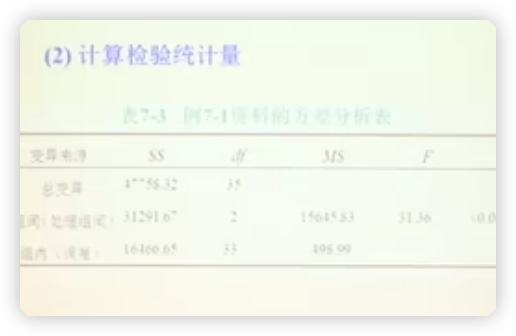 (2) 计算检验统计量
表7-3 例7-1资料的方差分析表
变异来源 SS df MS F
总变异 58.32 35
组间(处理组间) 31291.67 2 15645.83 31.36 <0.0
组内(误差) 16466.65 33 498.99